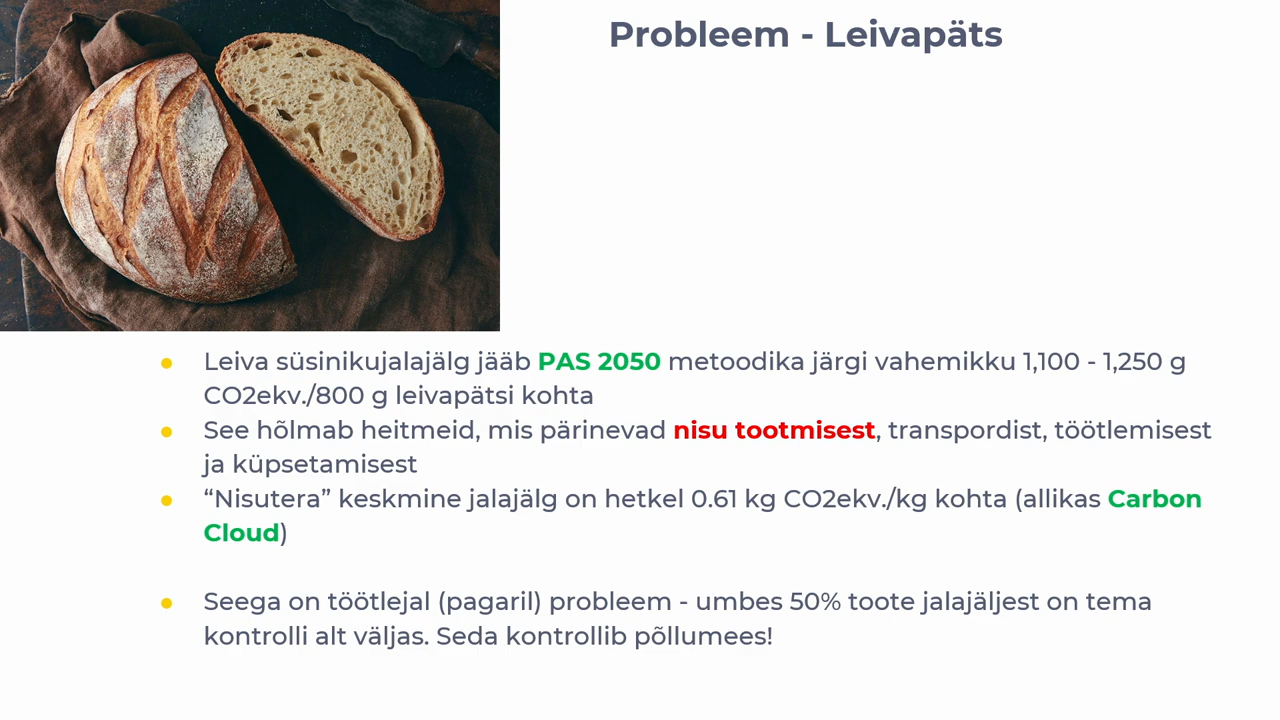 Probleem - Leivapäts
Leiva süsinikujalajälg jääb PAS 2050 metoodika järgi vahemikku 1,100 - 1,250 g
CO2ekv./800 g leivapätsi kohta
See hõlmab heitmeid, mis pärinevad nisu tootmisest, transpordist, töötlemisest
ja küpsetamisest
“Nisutera” keskmine jalajälg on hetkel 0.61 kg CO2ekv./kg kohta (allikas Carbon
Cloud)
Seega on töötlejal (pagaril) probleem - umbes 50% toote jalajäljest on tema
kontrolli alt väljas. Seda kontrollib põllumees!